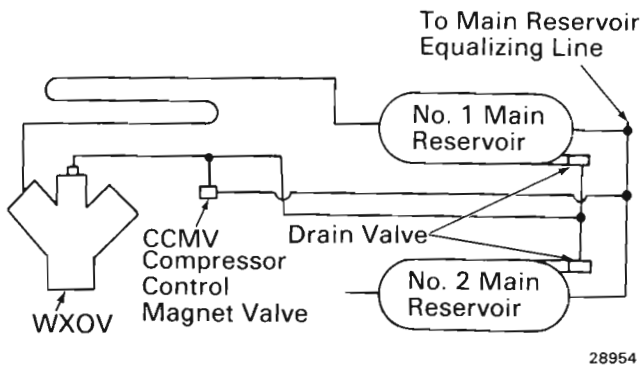 To Main Reservoir
Equalizing Line
No. 1 Main
Reservoir
CCMV
Compressor
Control
Magnet Valve
Drain Valve
No. 2 Main
Reservoir
WXOV
28954